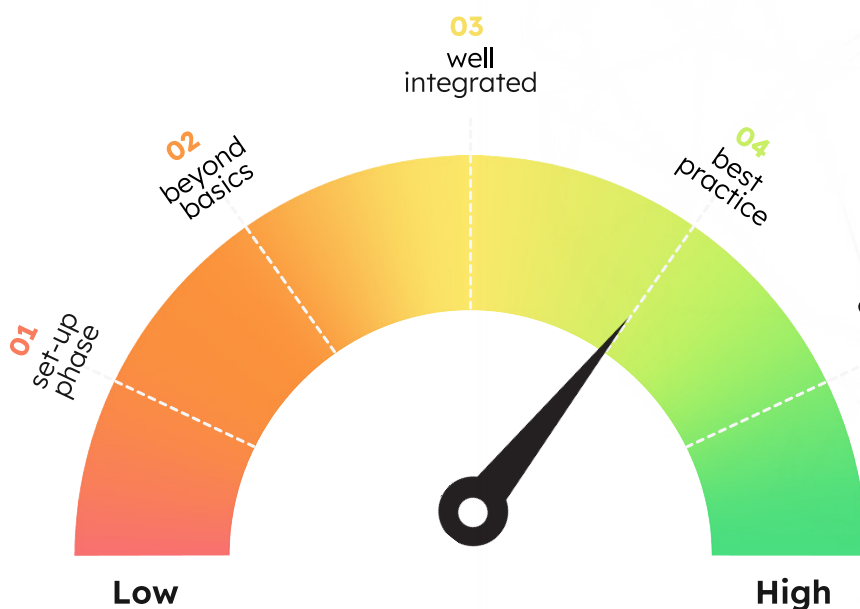 03
well
integrated
02
beyond
basics
04
best
practice
01
set-up
phase
Low
High